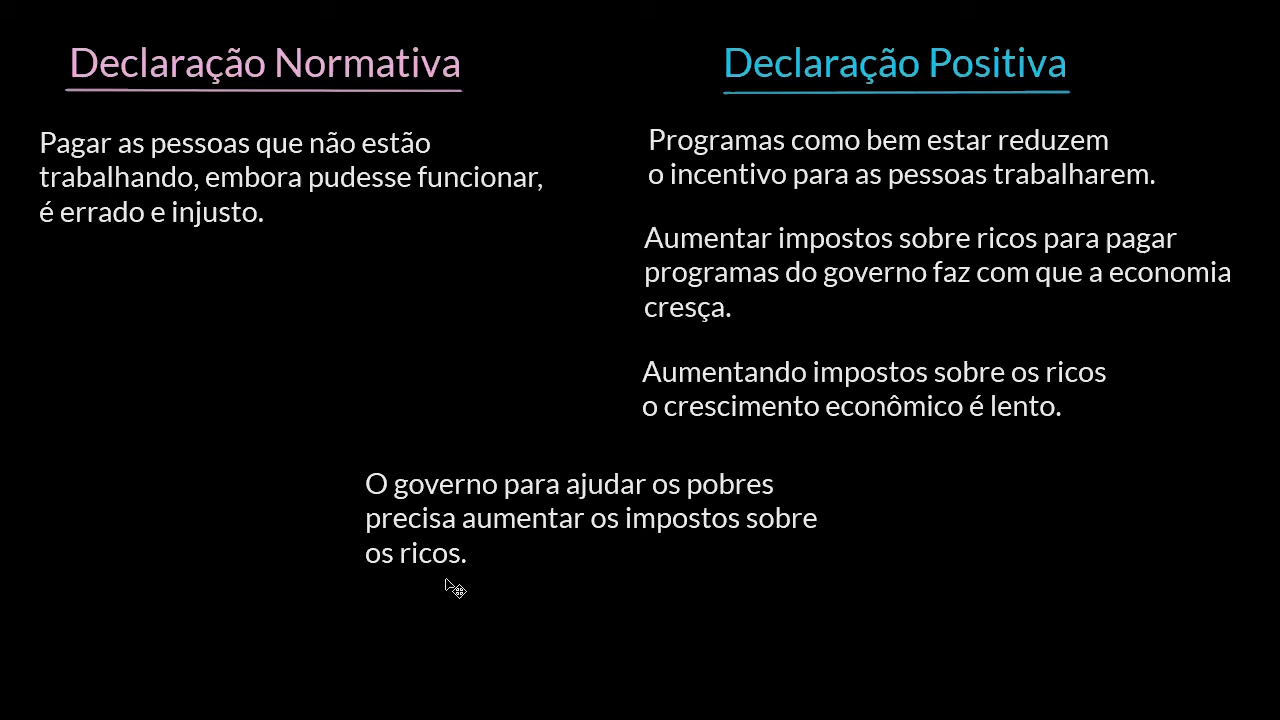 Declaração Normativa
Declaração Positiva
Pagar as pessoas que não estão
trabalhando, embora pudesse funcionar,
é errado e injusto.
Programas como bem estar reduzem
o incentivo para as pessoas trabalharem.
Aumentar impostos sobre ricos para pagar
programas do governo faz com que a economia
cresça.
Aumentando impostos sobre os ricos
o crescimento econômico é lento.
O governo para ajudar os pobres
precisa aumentar os impostos sobre
os ricos.